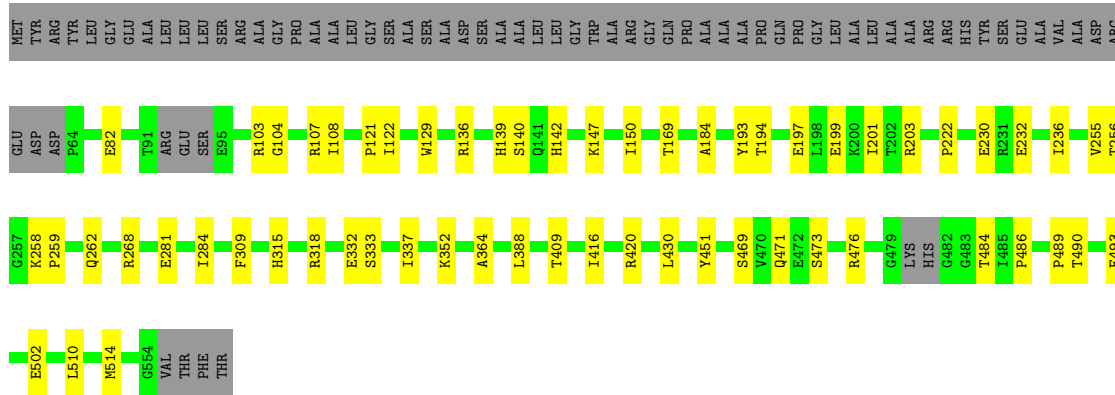 MET TYR ARG TYR LEU GLY GLU ALA LEU LEU LEU SER ARG ALA GLY PRO ALA ALA LEU GLY SER ALA SER ALA ASP SER ALA ALA LEU LEU GLY TRP ALA ARG GLY GLN PRO ALA ALA ALA PRO GLN PRO GLY LEU ALA LEU ALA ALA ARG ARG HIS TYR SER GLU ALA VAL ALA ASP ARG
GLU ASP ASP P64 E82 T91 ARG GLU SER E95 R103 G104 R107 I108 P121 I122 W129 R136 H139 S140 Q141 H142 K147 I150 T169 A184 Y193 T194 E197 L198 E199 K200 I201 T202 R203 P222 E230 R231 E232 I236 V255 T256
G257 K258 P259 Q262 R268 E281 I284 F309 H315 R318 E332 S333 I337 K352 A364 L388 T409 I416 R420 L430 Y451 S469 V470 Q471 E472 S473 R476 G479 LYS HIS G482 G483 T484 I485 P486 P489 T490
E502 L510 M514 G554 VAL THR PHE THR